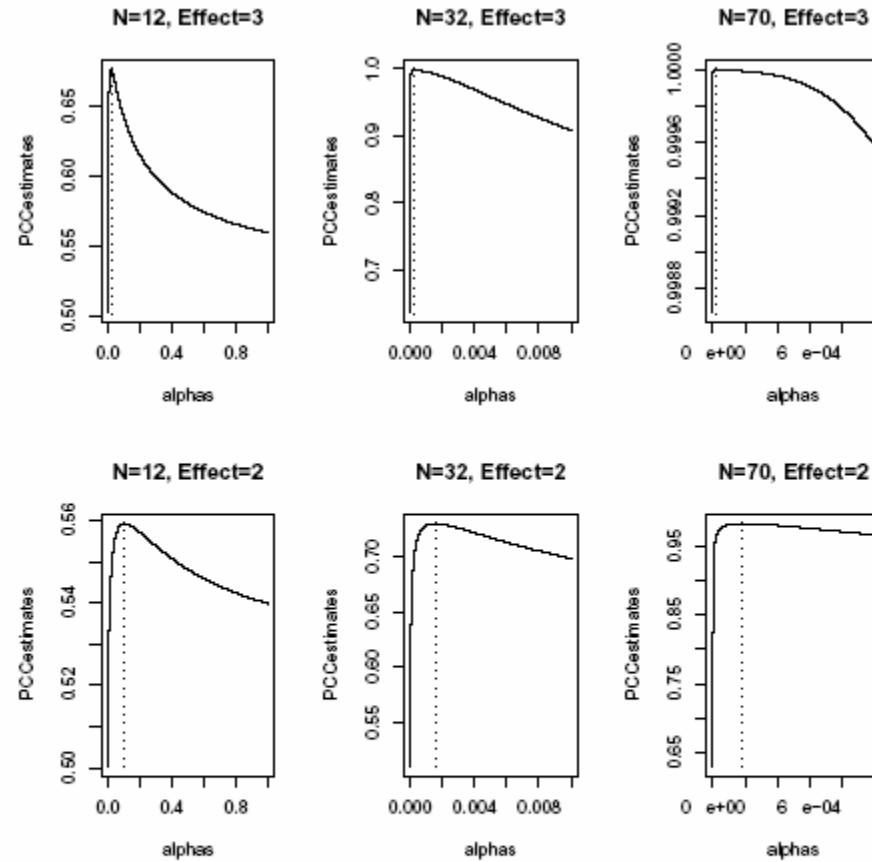 N=12, Effect=3
PCCestimates
0.65
0.60
0.55
0.50
0.0 0.4 0.8
alphas
N=32, Effect=3
PCCestimates
1.0
0.9
0.8
0.7
0.000 0.004 0.008
alphas
N=70, Effect=3
PCCestimates
1.0000
0.9996
0.9992
0.9988
0 e+00 6 e-04
alphas
N=12, Effect=2
PCCestimates
0.56
0.54
0.52
0.50
0.0 0.4 0.8
alphas
N=32, Effect=2
PCCestimates
0.70
0.65
0.60
0.55
0.000 0.004 0.008
alphas
N=70, Effect=2
PCCestimates
0.95
0.85
0.75
0.65
0 e+00 6 e-04
alphas